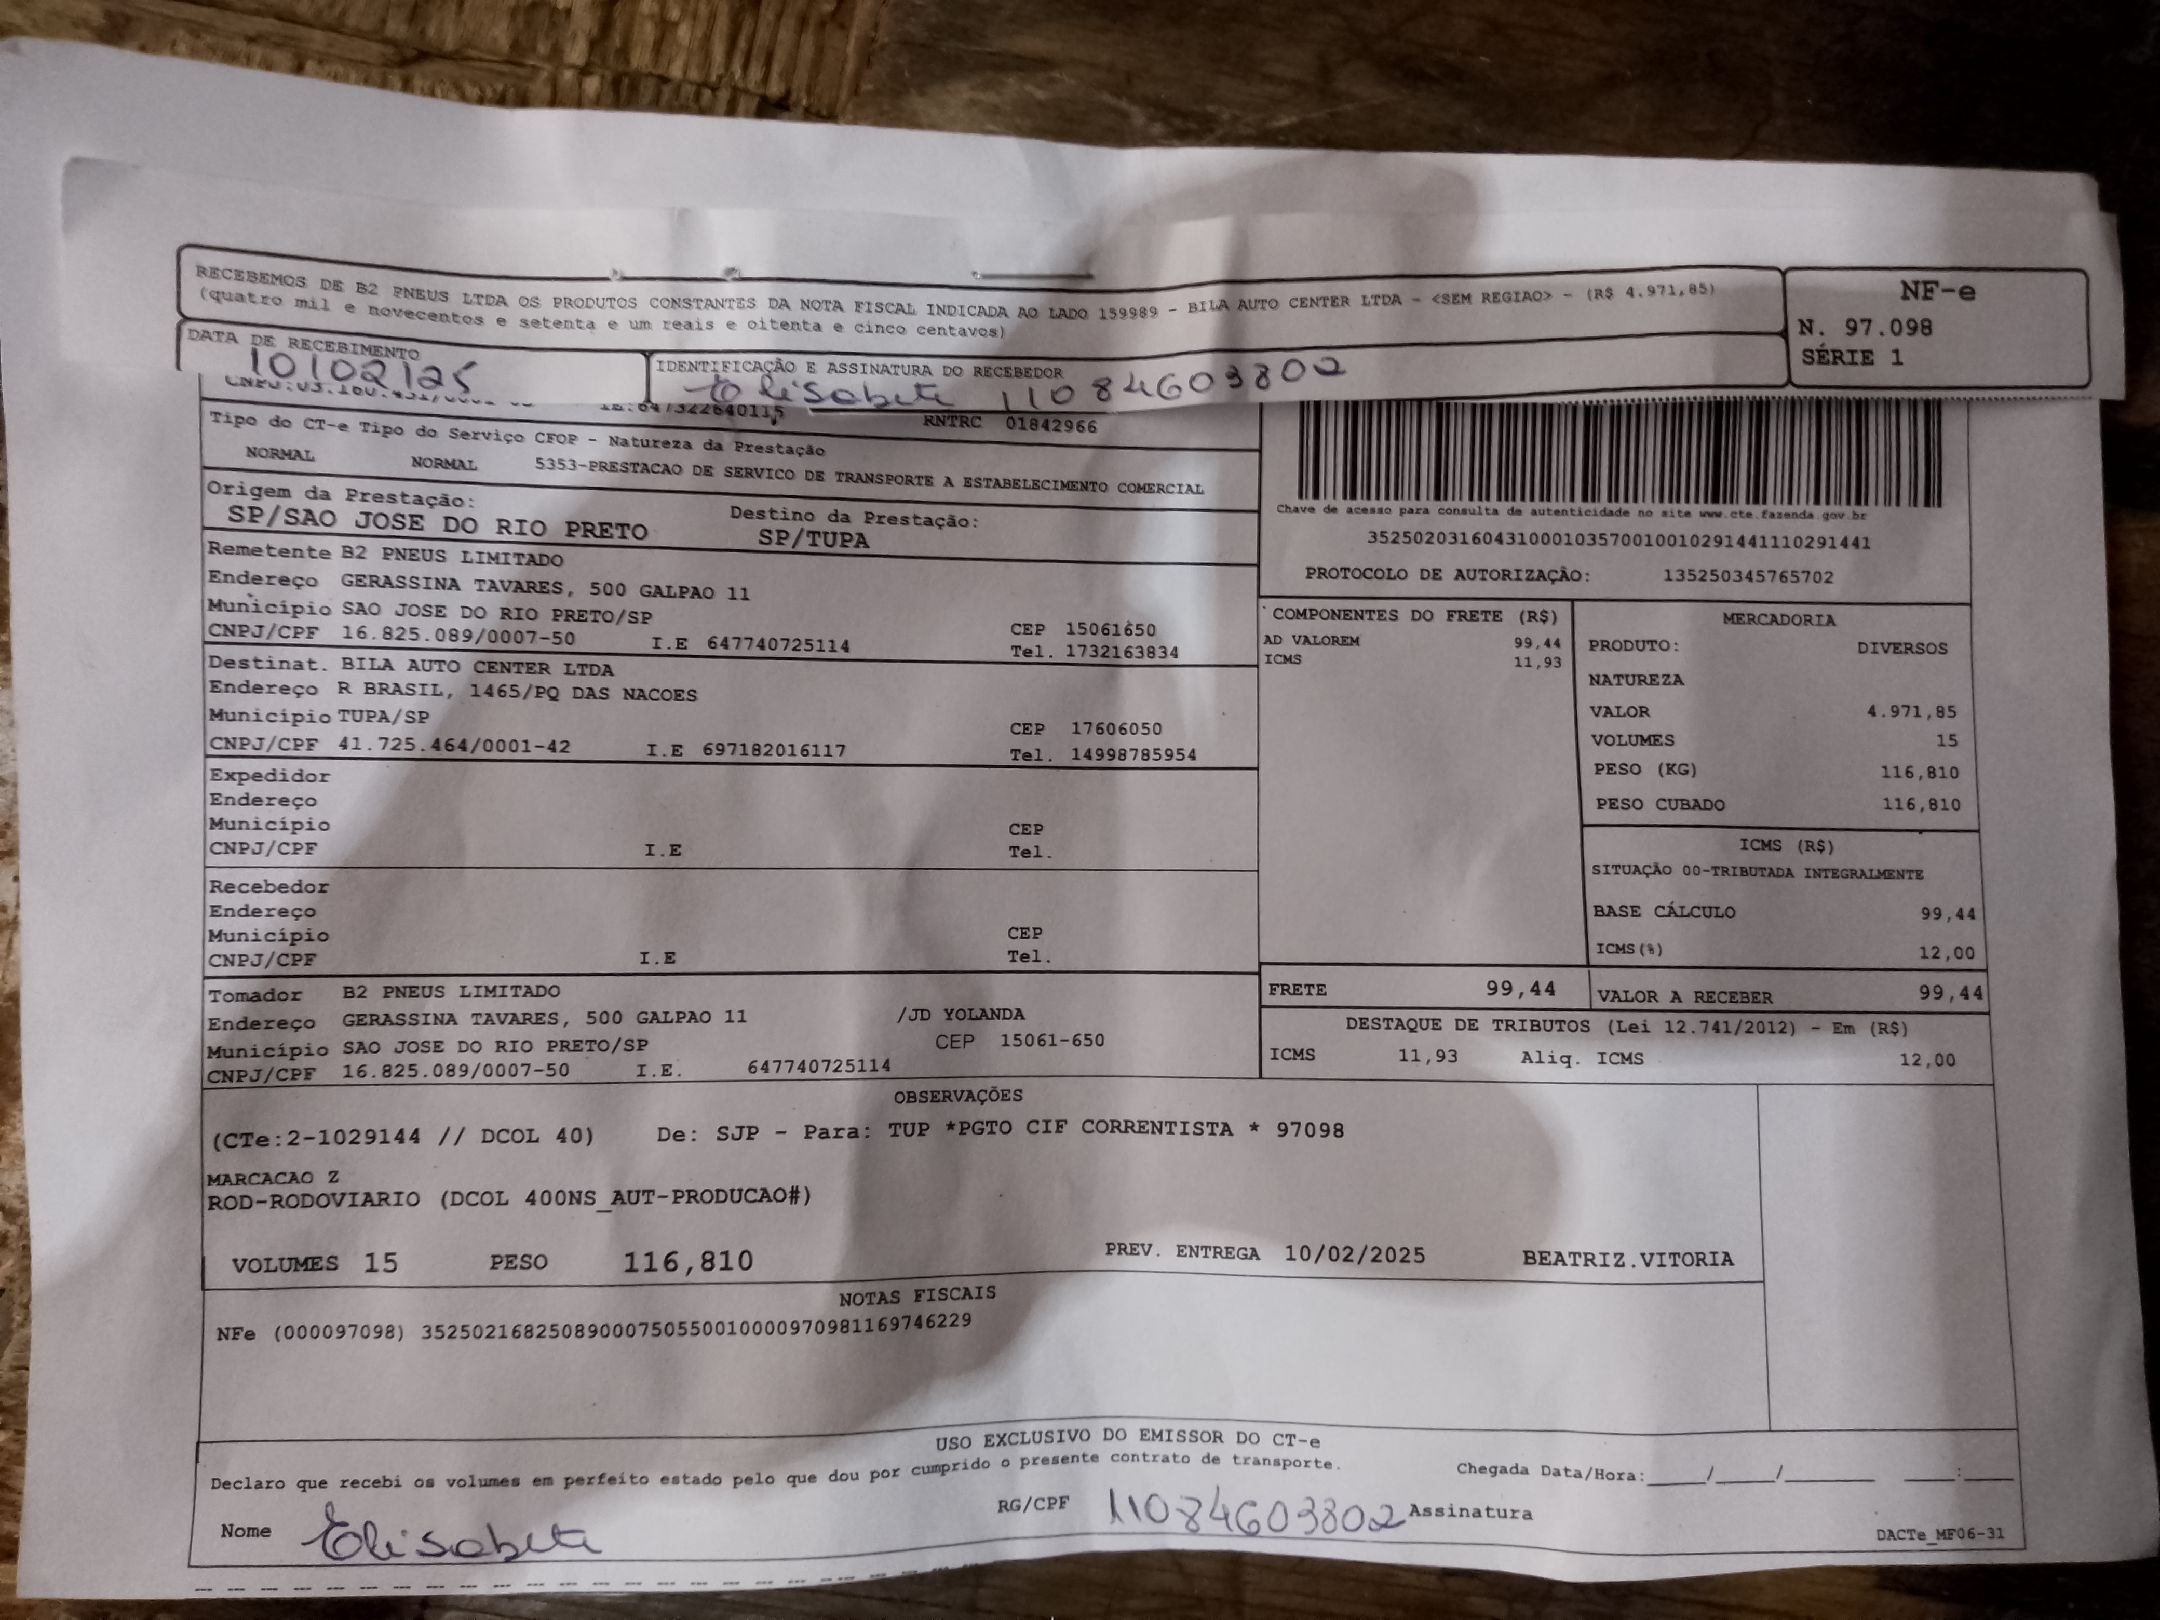 RECEBEMOS DE B2 PNEUS LTDA OS PRODUTOS CONSTANTES DA NOTA FISCAL INDICADA AO LADO 159989 - BILA AUTO CENTER LTDA - <SEM REGIAO> - (R$ 4.971,85)
(quatro mil e novecentos e setenta e um reais e oitenta e cinco centavos)
NF-e
N. 97.098
SÉRIE 1
DATA DE RECEBIMENTO
10/02/25
IDENTIFICAÇÃO E ASSINATURA DO RECEBEDOR
Elisabete 11084603802
RNTRC 01842966
Tipo do CT-e Tipo do Serviço CFOP - Natureza da Prestação
NORMAL NORMAL 5353-PRESTACAO DE SERVICO DE TRANSPORTE A ESTABELECIMENTO COMERCIAL
Origem da Prestação: Destino da Prestação:
SP/SAO JOSE DO RIO PRETO SP/TUPA
Chave de acesso para consulta de autenticidade no site www.cte.fazenda.gov.br
35250203160431000103570010010291441110291441
PROTOCOLO DE AUTORIZAÇÃO: 135250345765702
Remetente B2 PNEUS LIMITADO
Endereço GERASSINA TAVARES, 500 GALPAO 11
Município SAO JOSE DO RIO PRETO/SP CEP 15061650
CNPJ/CPF 16.825.089/0007-50 I.E 647740725114 Tel. 1732163834
Destinat. BILA AUTO CENTER LTDA
Endereço R BRASIL, 1465/PQ DAS NACOES
Município TUPA/SP CEP 17606050
CNPJ/CPF 41.725.464/0001-42 I.E 697182016117 Tel. 14998785954
Expedidor
Endereço
Município CEP
CNPJ/CPF I.E Tel.
Recebedor
Endereço
Município CEP
CNPJ/CPF I.E Tel.
Tomador B2 PNEUS LIMITADO
Endereço GERASSINA TAVARES, 500 GALPAO 11 /JD YOLANDA
Município SAO JOSE DO RIO PRETO/SP CEP 15061-650
CNPJ/CPF 16.825.089/0007-50 I.E. 647740725114
COMPONENTES DO FRETE (R$)
AD VALOREM 99,44
ICMS 11,93
MERCADORIA
PRODUTO: DIVERSOS
NATUREZA
VALOR 4.971,85
VOLUMES 15
PESO (KG) 116,810
PESO CUBADO 116,810
ICMS (R$)
SITUAÇÃO 00-TRIBUTADA INTEGRALMENTE
BASE CÁLCULO 99,44
ICMS(%) 12,00
FRETE 99,44 VALOR A RECEBER 99,44
DESTAQUE DE TRIBUTOS (Lei 12.741/2012) - Em (R$)
ICMS 11,93 Aliq. ICMS 12,00
OBSERVAÇÕES
(CTe:2-1029144 // DCOL 40) De: SJP - Para: TUP *PGTO CIF CORRENTISTA * 97098
MARCACAO Z
ROD-RODOVIARIO (DCOL 400NS_AUT-PRODUCAO#)
VOLUMES 15 PESO 116,810 PREV. ENTREGA 10/02/2025 BEATRIZ.VITORIA
NOTAS FISCAIS
NFe (000097098) 35250216825089000750550010000970981169746229
USO EXCLUSIVO DO EMISSOR DO CT-e
Declaro que recebi os volumes em perfeito estado pelo que dou por cumprido o presente contrato de transporte. Chegada Data/Hora:____/____/______ ___:___
Nome Elisabete RG/CPF 11084603802 Assinatura
DACTe_MF06-31